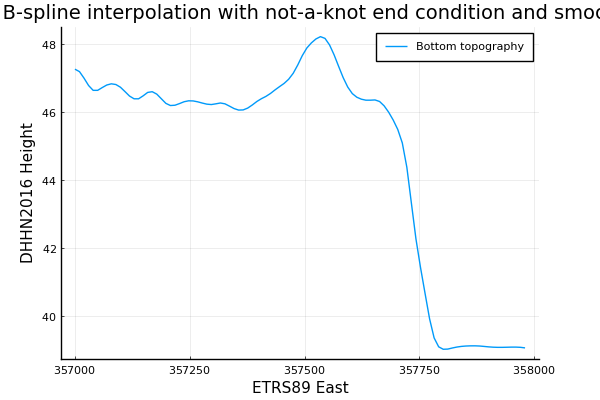 B-spline interpolation with not-a-knot end condition and
Bottom topography
48
46
44
42
40
DHHN2016 Height
357000 357250 357500 357750 358000
ETRS89 East